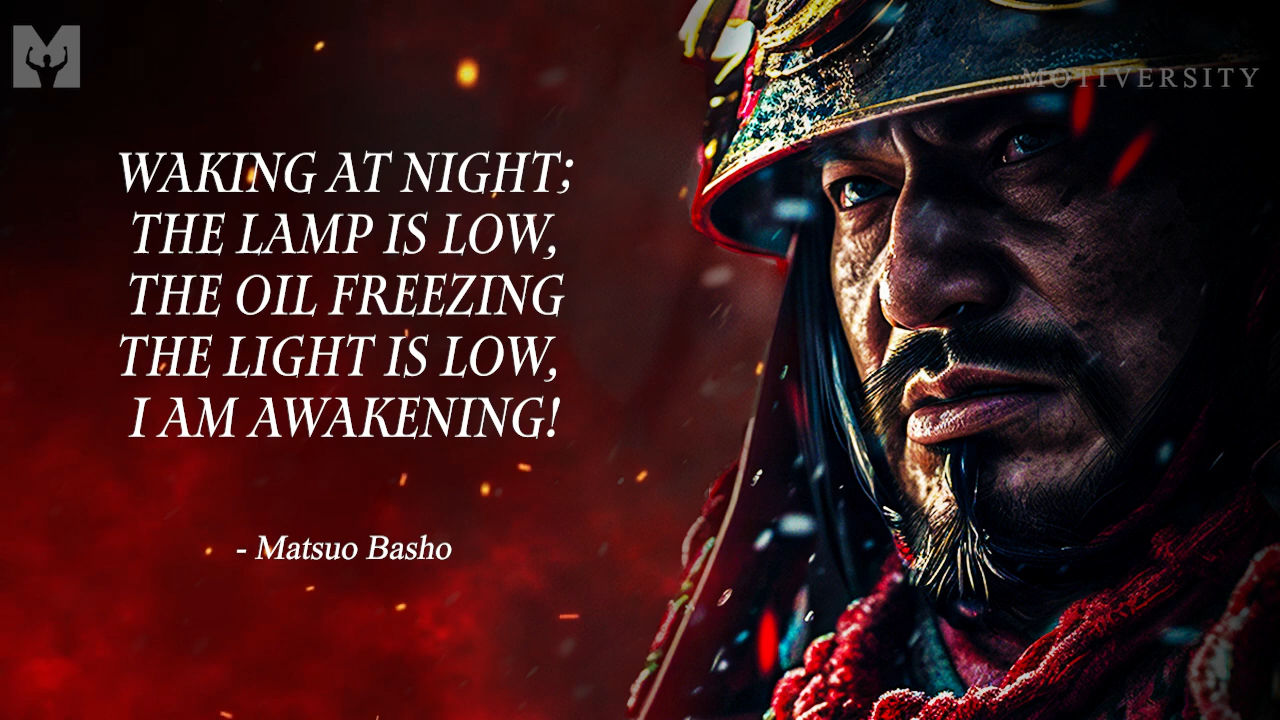 MOTIVERSITY
WAKING AT NIGHT;
THE LAMP IS LOW,
THE OIL FREEZING
THE LIGHT IS LOW,
I AM AWAKENING!
- Matsuo Basho